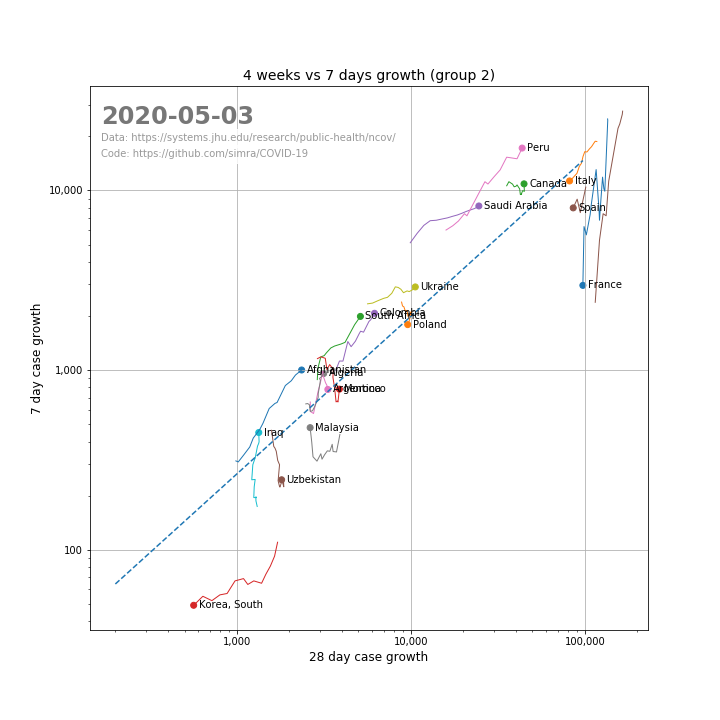 4 weeks vs 7 days growth (group 2)
2020-05-03
Data: https://systems.jhu.edu/research/public-health/ncov/
Code: https://github.com/simra/COVID-19
Peru
Canada
Italy
Saudi Arabia
Spain
France
Ukraine
Colombia
South Africa
Poland
Afghanistan
Algeria
Argentina
Morocco
Iraq
Malaysia
Uzbekistan
Korea, South
10,000
1,000
100
7 day case growth
1,000
10,000
100,000
28 day case growth